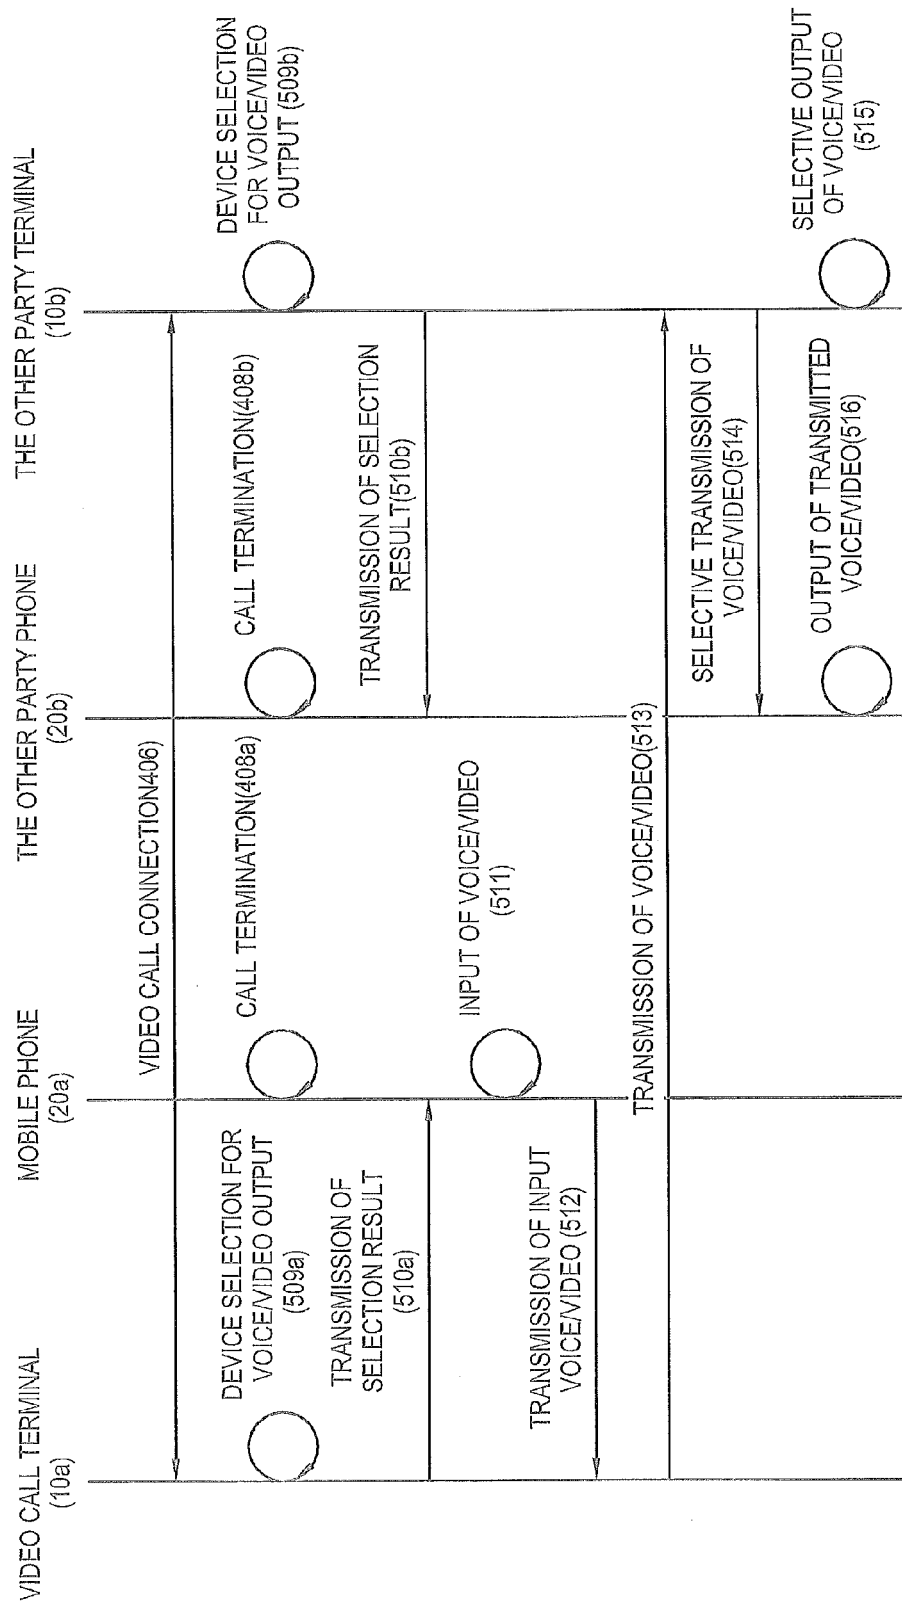 VIDEO CALL TERMINAL
(10a)
MOBILE PHONE
(20a)
THE OTHER PARTY PHONE
(20b)
THE OTHER PARTY TERMINAL
(10b)
VIDEO CALL CONNECTION406)
DEVICE SELECTION FOR
VOICE/VIDEO OUTPUT
(509a)
CALL TERMINATION(408a)
CALL TERMINATION(408b)
DEVICE SELECTION
FOR VOICE/VIDEO
OUTPUT (509b)
TRANSMISSION OF
SELECTION RESULT
(510a)
TRANSMISSION OF SELECTION
RESULT(510b)
INPUT OF VOICE/VIDEO
(511)
TRANSMISSION OF INPUT
VOICE/VIDEO (512)
TRANSMISSION OF VOICE/VIDEO(513)
SELECTIVE TRANSMISSION OF
VOICE/VIDEO(514)
OUTPUT OF TRANSMITTED
VOICE/VIDEO(516)
SELECTIVE OUTPUT
OF VOICE/VIDEO
(515)